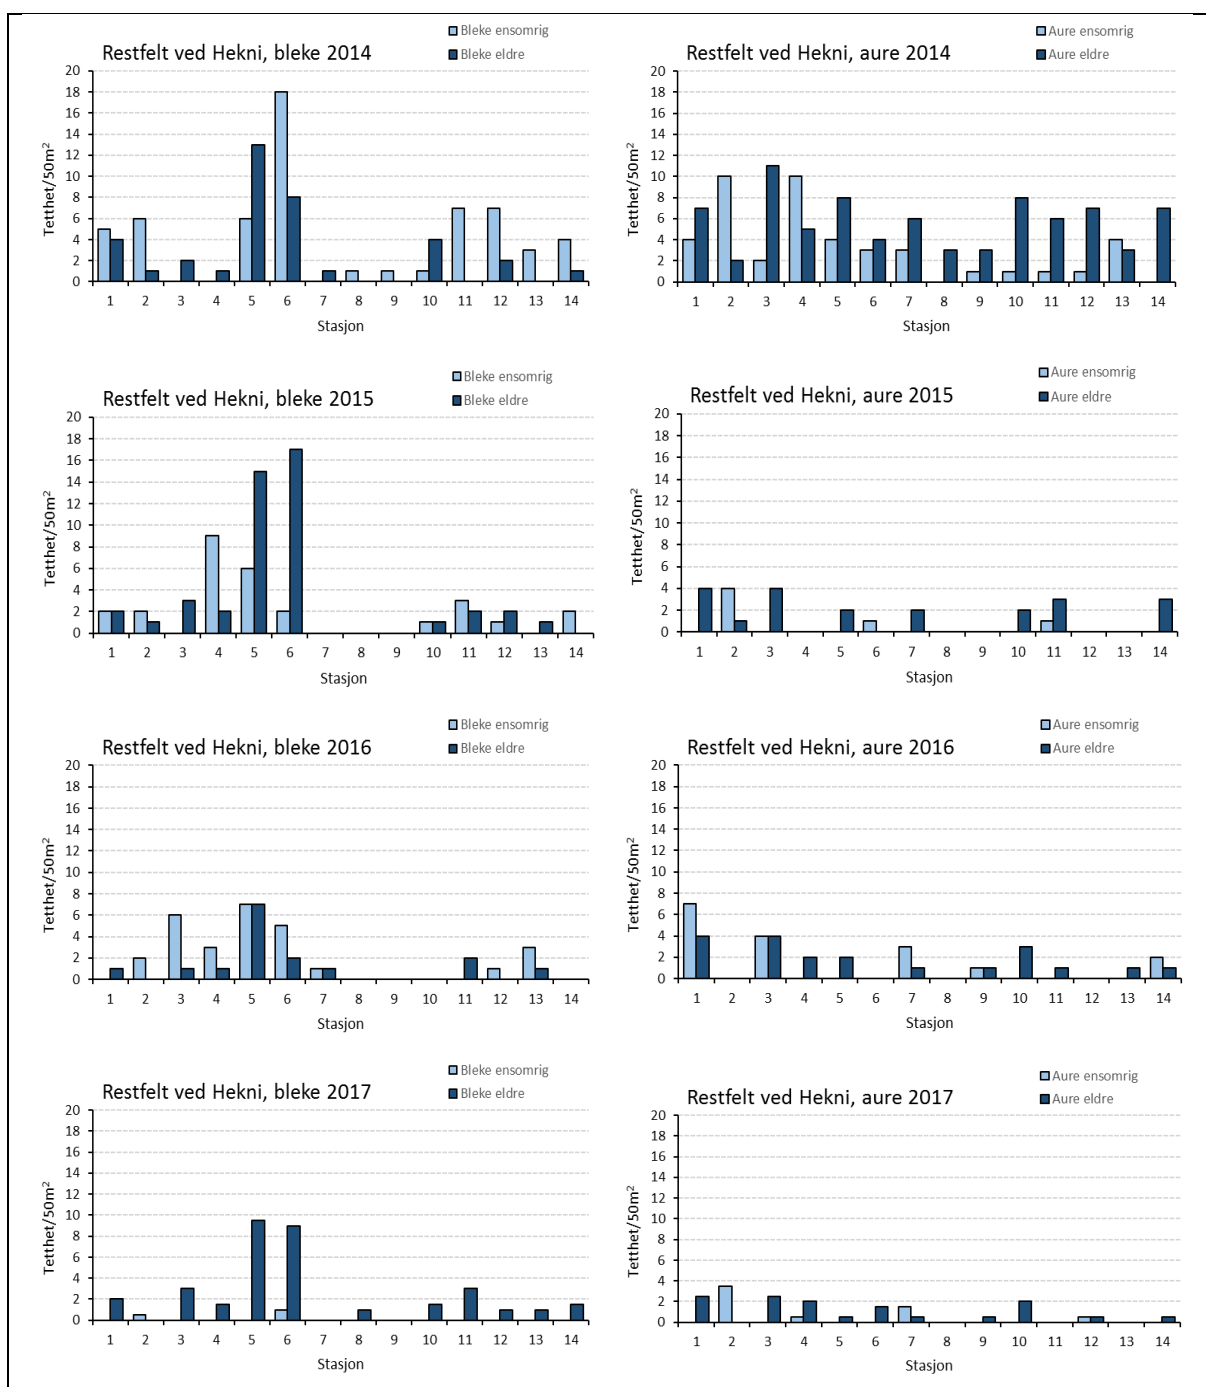 Restfelt ved Hekni, bleke 2014
Bleke ensomrig
Bleke eldre
Tetthet/50m²
20
18
16
14
12
10
8
6
4
2
0
1 2 3 4 5 6 7 8 9 10 11 12 13 14
Stasjon
Restfelt ved Hekni, aure 2014
Aure ensomrig
Aure eldre
Tetthet/50m²
20
18
16
14
12
10
8
6
4
2
0
1 2 3 4 5 6 7 8 9 10 11 12 13 14
Stasjon
Restfelt ved Hekni, bleke 2015
Bleke ensomrig
Bleke eldre
Tetthet/50m²
20
18
16
14
12
10
8
6
4
2
0
1 2 3 4 5 6 7 8 9 10 11 12 13 14
Stasjon
Restfelt ved Hekni, aure 2015
Aure ensomrig
Aure eldre
Tetthet/50m²
20
18
16
14
12
10
8
6
4
2
0
1 2 3 4 5 6 7 8 9 10 11 12 13 14
Stasjon
Restfelt ved Hekni, bleke 2016
Bleke ensomrig
Bleke eldre
Tetthet/50m²
20
18
16
14
12
10
8
6
4
2
0
1 2 3 4 5 6 7 8 9 10 11 12 13 14
Stasjon
Restfelt ved Hekni, aure 2016
Aure ensomrig
Aure eldre
Tetthet/50m²
20
18
16
14
12
10
8
6
4
2
0
1 2 3 4 5 6 7 8 9 10 11 12 13 14
Stasjon
Restfelt ved Hekni, bleke 2017
Bleke ensomrig
Bleke eldre
Tetthet/50m²
20
18
16
14
12
10
8
6
4
2
0
1 2 3 4 5 6 7 8 9 10 11 12 13 14
Stasjon
Restfelt ved Hekni, aure 2017
Aure ensomrig
Aure eldre
Tetthet/50m²
20
18
16
14
12
10
8
6
4
2
0
1 2 3 4 5 6 7 8 9 10 11 12 13 14
Stasjon